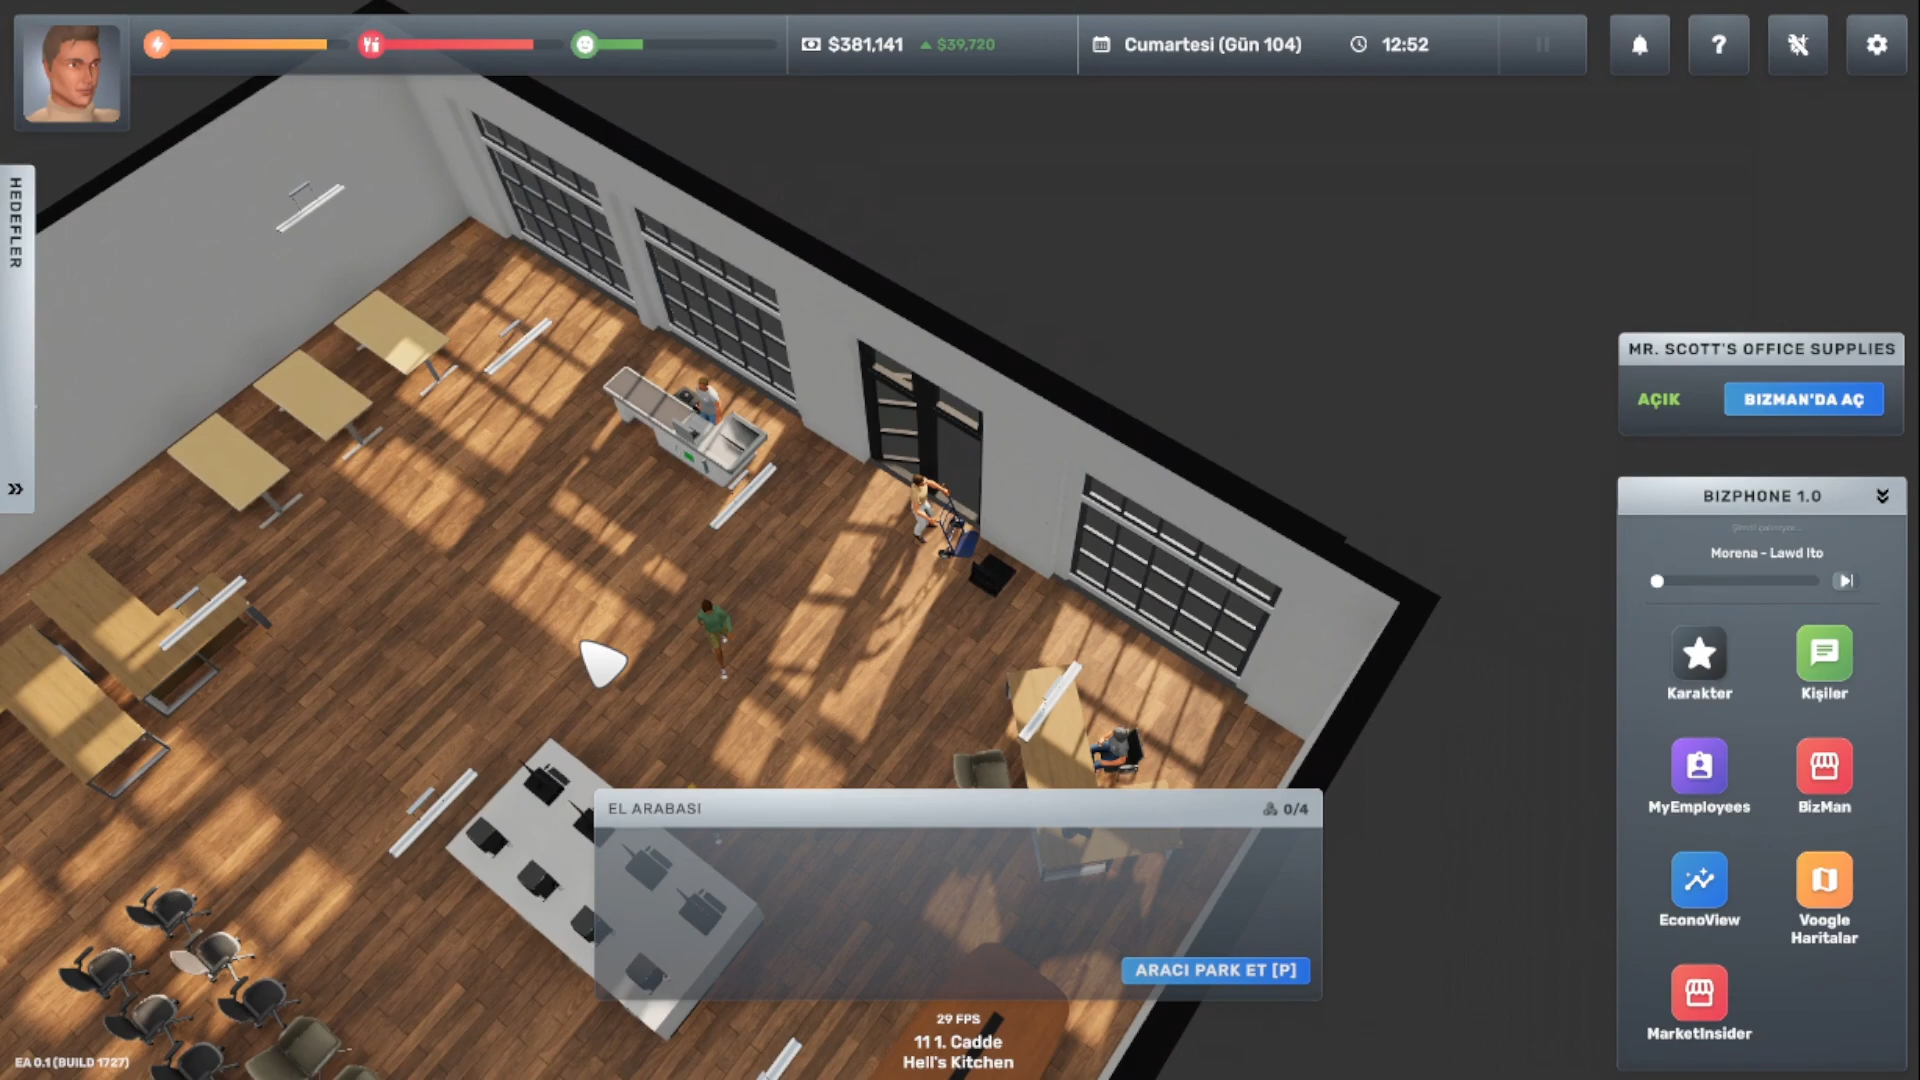 $381,141
$39,720
Cumartesi (Gün 104)
12:52
?
HEDEFLER
MR. SCOTT'S OFFICE SUPPLIES
AÇIK
BIZMAN'DA AÇ
BIZPHONE 1.0
Morena - Lawd Ito
Karakter
Kişiler
MyEmployees
BizMan
EconoView
Voogle
Haritalar
MarketInsider
EL ARABASI
0/4
ARACI PARK ET [P]
29 FPS
11 1. Cadde
Hell's Kitchen
EA 0.1 (BUILD 1727)